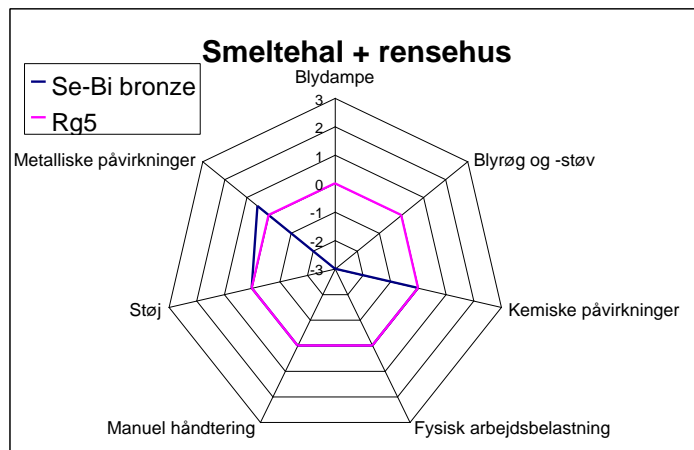 Smeltehal + rensehus
Se-Bi bronze
Rg5
Blydampe
3
2
1
0
-1
-2
-3
Blyrøg og -støv
Kemiske påvirkninger
Fysisk arbejdsbelastning
Manuel håndtering
Støj
Metalliske påvirkninger